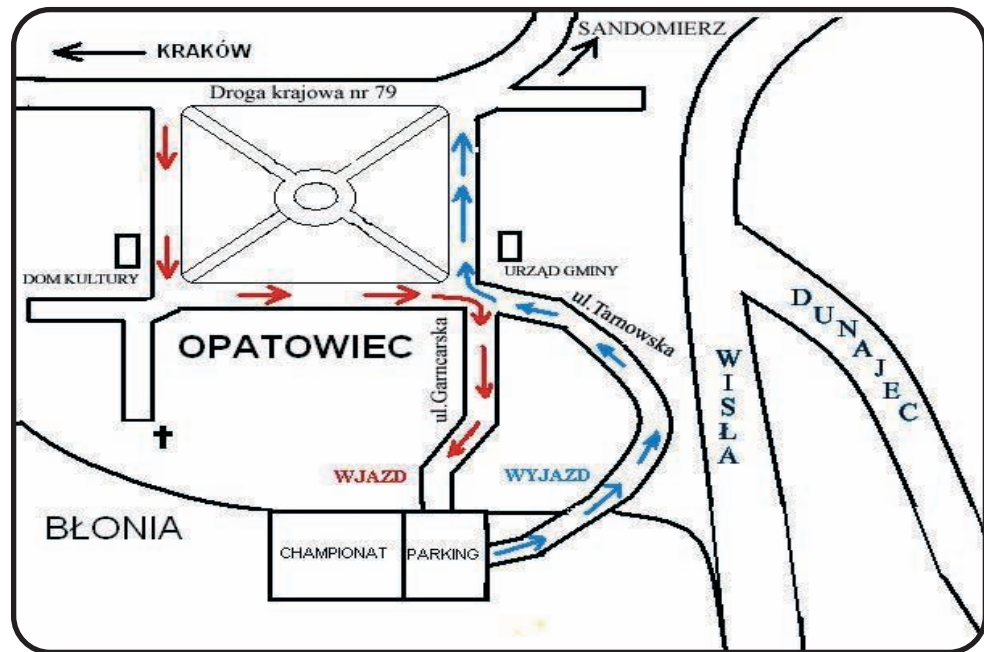 SANDOMIERZ
KRAKÓW
Droga krajowa nr 79
DOM KULTURY
URZĄD GMINY
ul.Tarnowska
DUNAJEC
OPATOWIEC
ul.Garncarska
WISŁA
WJAZD
WYJAZD
BŁONIA
CHAMPIONAT
PARKING